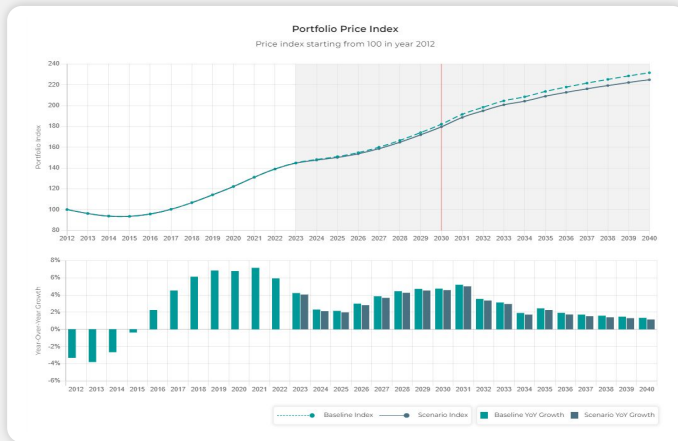 Portfolio Price Index
Price index starting from 100 in year 2012
240
220
200
180
160
140
120
100
80
Portfolio Index
2012 2013 2014 2015 2016 2017 2018 2019 2020 2021 2022 2023 2024 2025 2026 2027 2028 2029 2030 2031 2032 2033 2034 2035 2036 2037 2038 2039 2040
8%
6%
4%
2%
0%
-2%
-4%
-6%
Year-Over-Year Growth
2012 2013 2014 2015 2016 2017 2018 2019 2020 2021 2022 2023 2024 2025 2026 2027 2028 2029 2030 2031 2032 2033 2034 2035 2036 2037 2038 2039 2040
Baseline Index Scenario Index Baseline YoY Growth Scenario YoY Growth